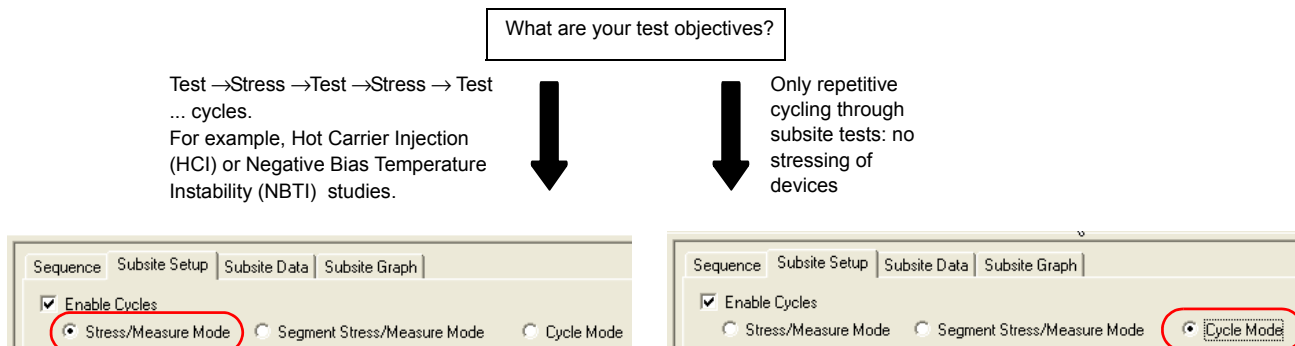 What are your test objectives?
Test →Stress →Test →Stress → Test
... cycles.
For example, Hot Carrier Injection
(HCI) or Negative Bias Temperature
Instability (NBTI) studies.
Only repetitive
cycling through
subsite tests: no
stressing of
devices
Sequence Subsite Setup Subsite Data Subsite Graph
Enable Cycles
Stress/Measure Mode Segment Stress/Measure Mode Cycle Mode
Sequence Subsite Setup Subsite Data Subsite Graph
Enable Cycles
Stress/Measure Mode Segment Stress/Measure Mode Cycle Mode